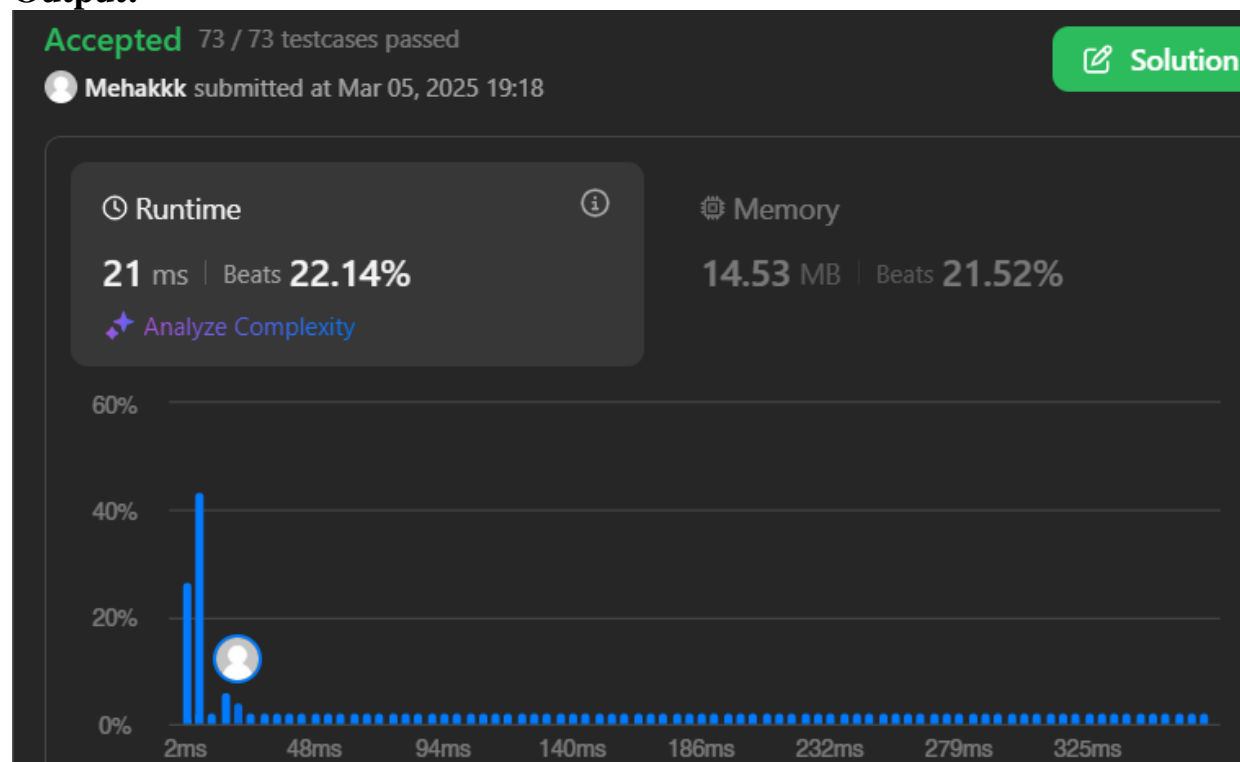 Output:
Accepted 73 / 73 testcases passed
Solution
Mehakkk submitted at Mar 05, 2025 19:18
Runtime
Memory
21 ms | Beats 22.14%
14.53 MB | Beats 21.52%
Analyze Complexity
60%
40%
20%
0%
2ms 48ms 94ms 140ms 186ms 232ms 279ms 325ms